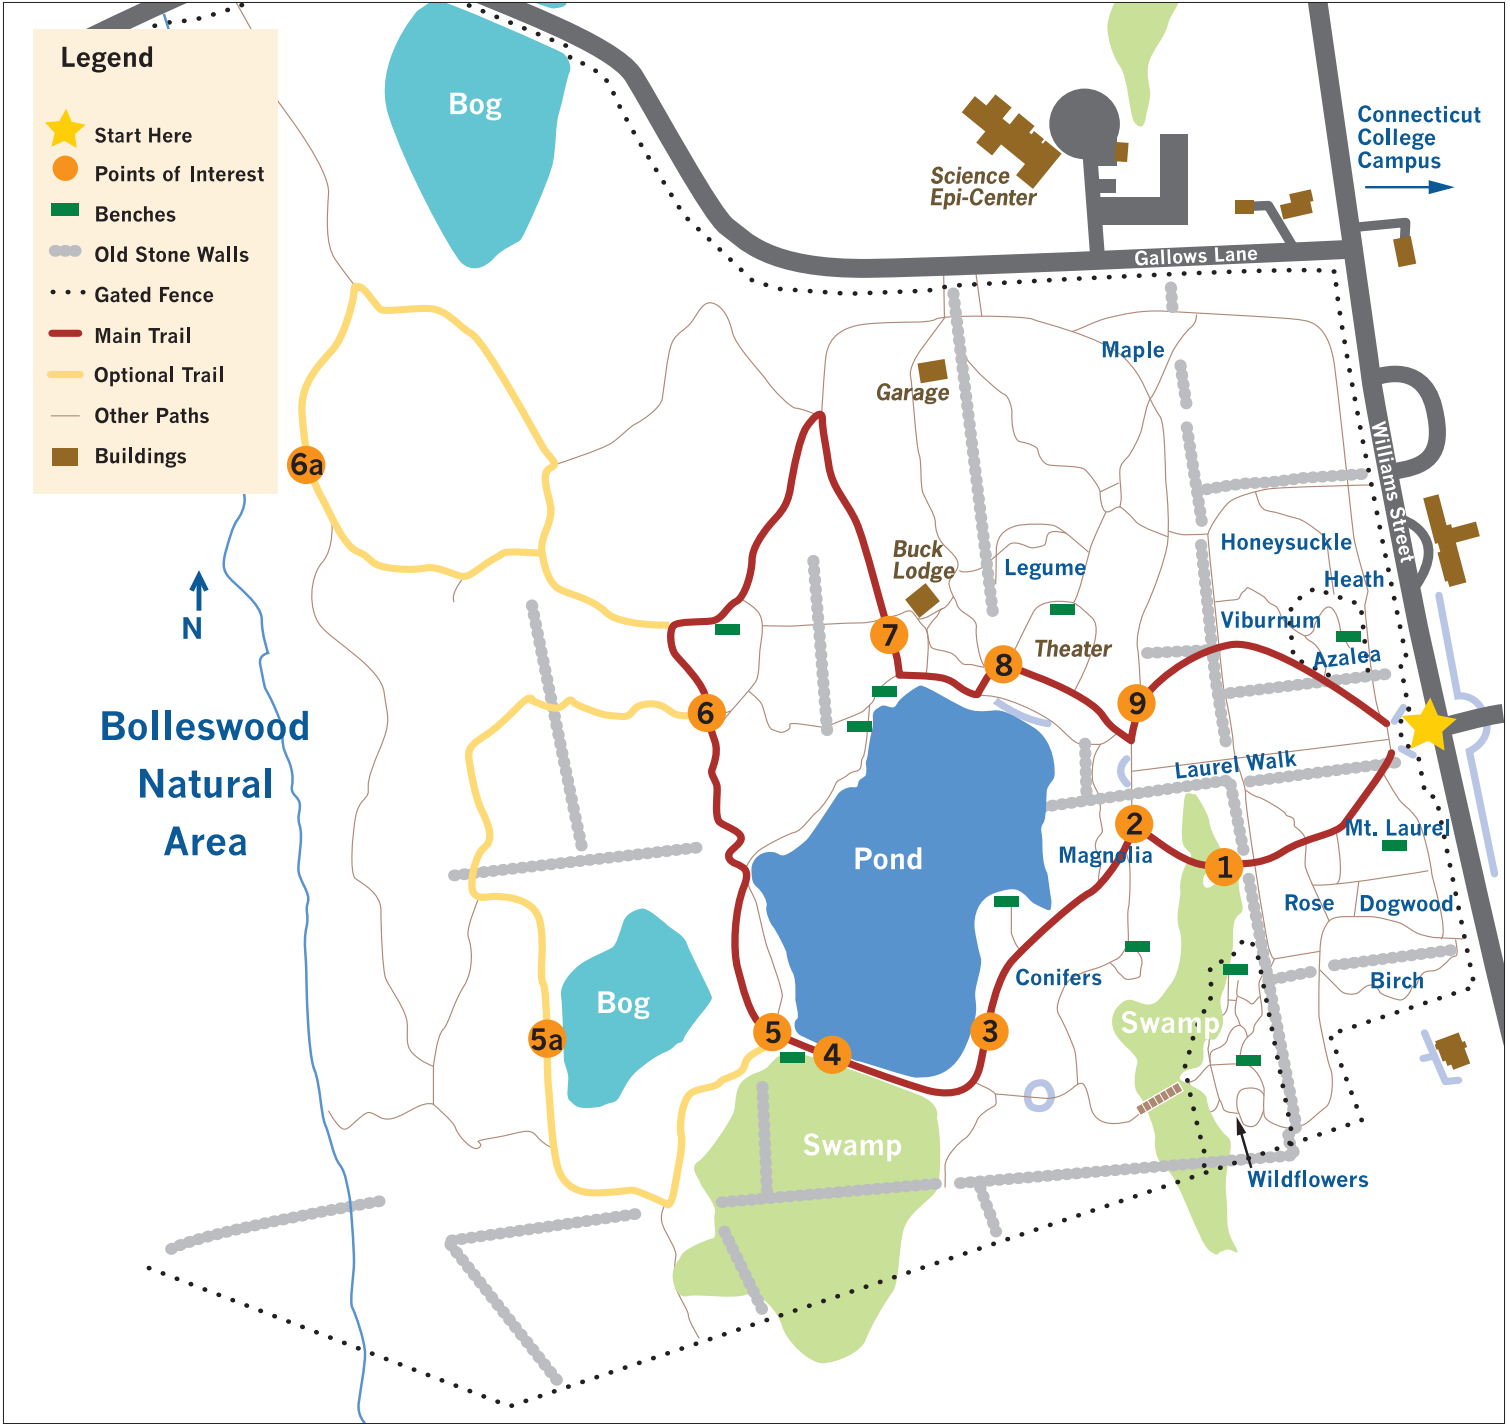 Legend
Start Here
Points of Interest
Benches
Old Stone Walls
Gated Fence
Main Trail
Optional Trail
Other Paths
Buildings
Bog
Science
Epi-Center
Connecticut
College
Campus
Gallows Lane
Maple
Garage
Williams Street
6a
Buck
Lodge
Legume
Honeysuckle
Heath
Viburnum
Azalea
N
7
8
Theater
9
6
Bolleswood
Natural
Area
Laurel Walk
2
Mt. Laurel
Magnolia
1
Pond
Rose
Dogwood
Conifers
Birch
Bog
Swamp
5a
5
4
3
Swamp
Wildflowers